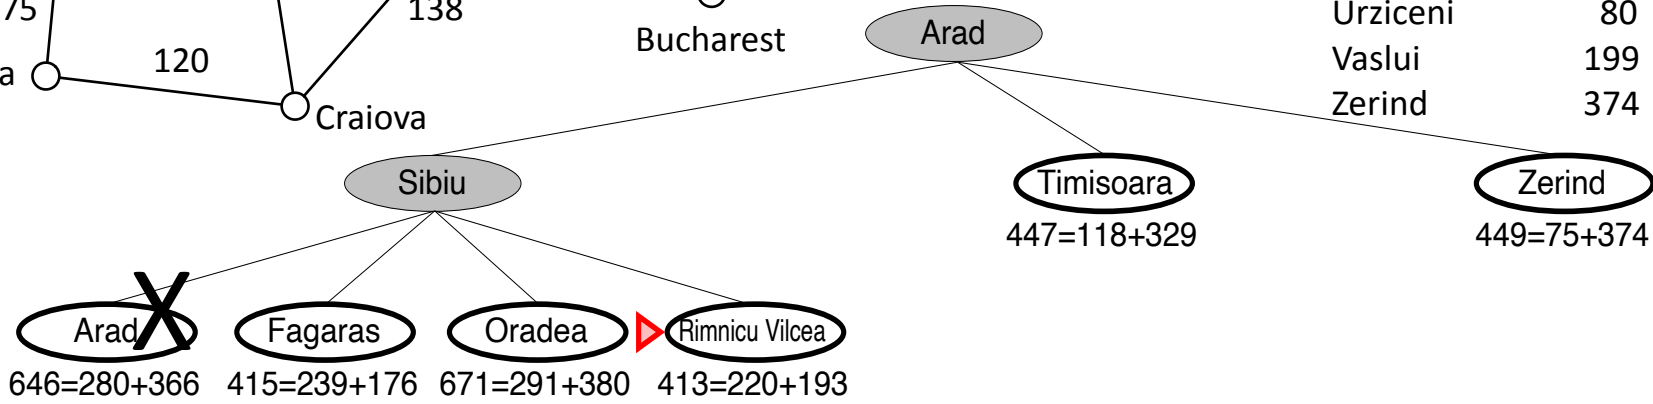 75
138
120
a
Craiova
Bucharest
Arad
Urziceni 80
Vaslui 199
Zerind 374
Sibiu
Timisoara
Zerind
447=118+329
449=75+374
Arad
X
Fagaras
Oradea
Rimnicu Vilcea
646=280+366
415=239+176
671=291+380
413=220+193